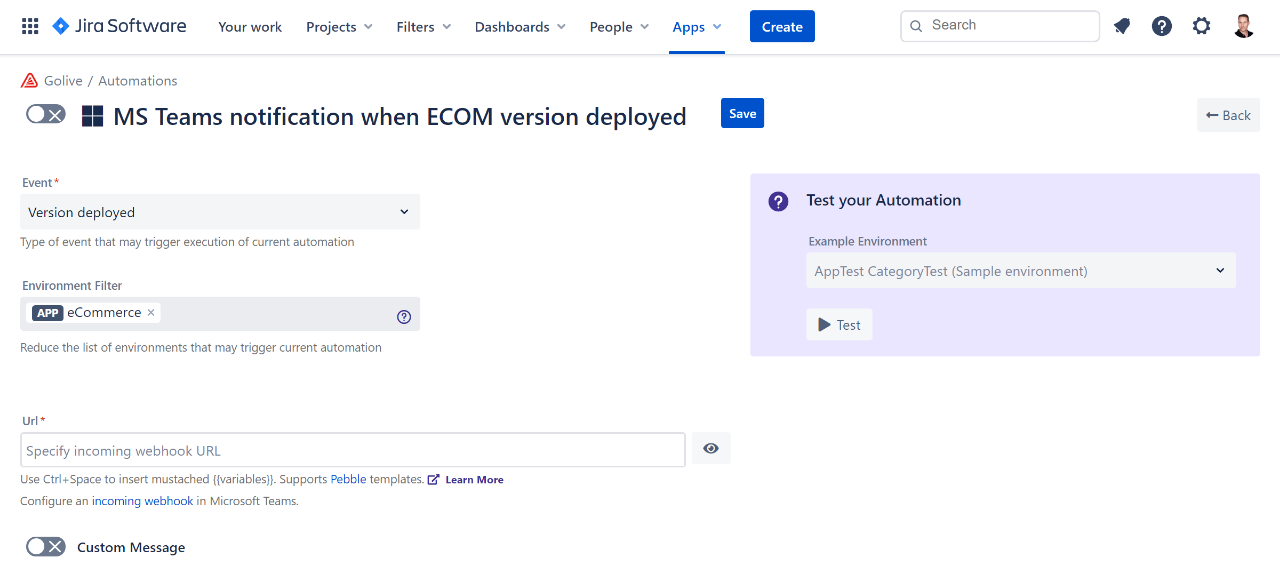 Jira Software Your work Projects Filters Dashboards People Apps Create Search
Golive / Automations
MS Teams notification when ECOM version deployed Save Back
Event*
Version deployed
Type of event that may trigger execution of current automation
Environment Filter
APP eCommerce ×
Reduce the list of environments that may trigger current automation
Test your Automation
Example Environment
AppTest CategoryTest (Sample environment)
Test
Url*
Specify incoming webhook URL
Use Ctrl+Space to insert mustached {{variables}}. Supports Pebble templates. Learn More
Configure an incoming webhook in Microsoft Teams.
Custom Message